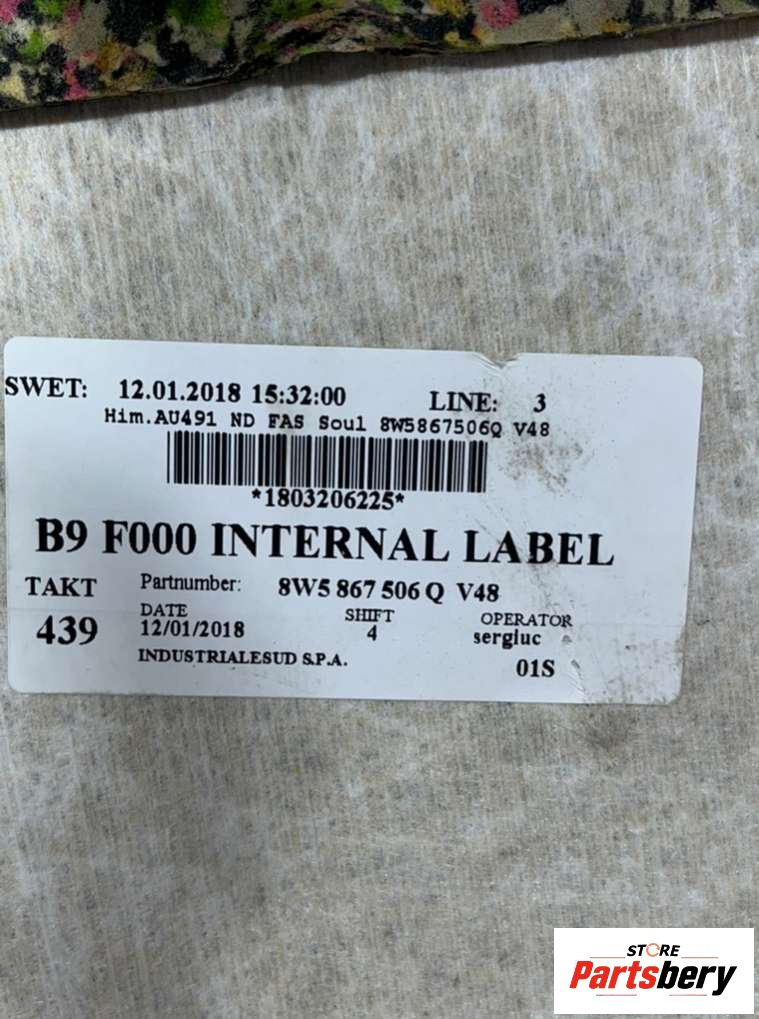 SWET: 12.01.2018 15:32:00 LINE: 3
Him.AU491 ND FAS Soul 8W5867506Q V48
*1803206225*
B9 F000 INTERNAL LABEL
TAKT Partnumber: 8W5 867 506 Q V48
DATE SHIFT OPERATOR
439 12/01/2018 4 sergiuc
INDUSTRIALESUD S.P.A. 01S
STORE
Partsbery